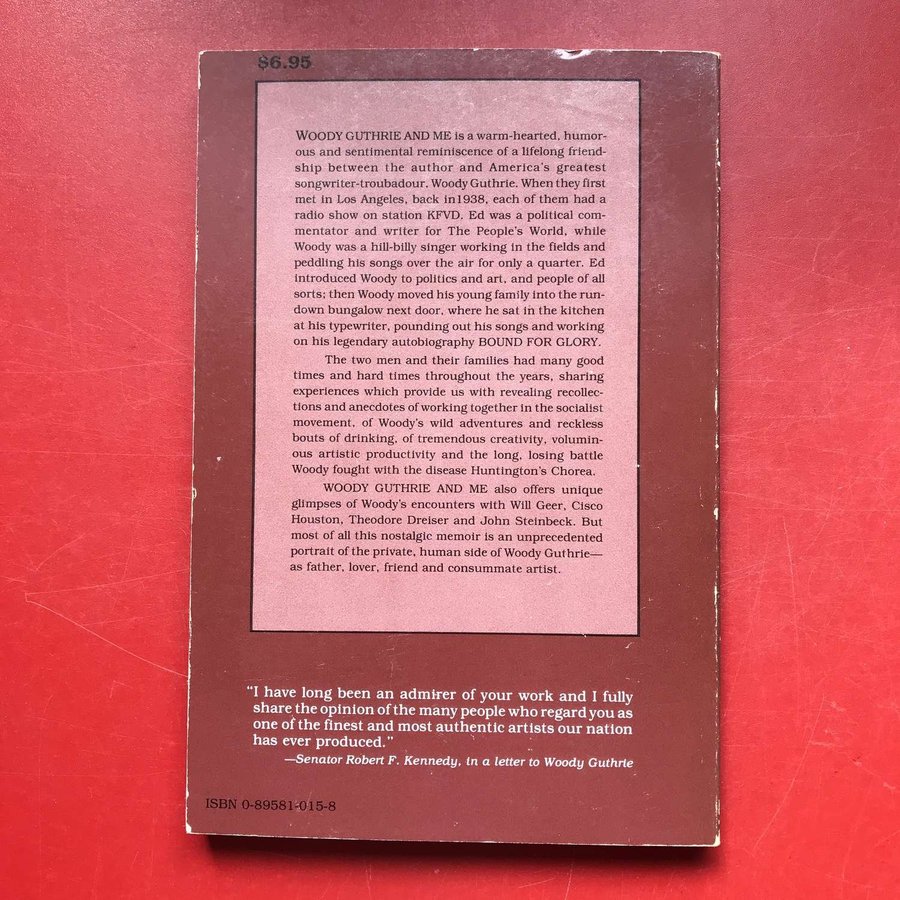 $6.95
WOODY GUTHRIE AND ME is a warm-hearted, humor-
ous and sentimental reminiscence of a lifelong friend-
ship between the author and America's greatest
songwriter-troubadour, Woody Guthrie. When they first
met in Los Angeles, back in1938, each of them had a
radio show on station KFVD. Ed was a political com-
mentator and writer for The People's World, while
Woody was a hill-billy singer working in the fields and
peddling his songs over the air for only a quarter. Ed
introduced Woody to politics and art, and people of all
sorts; then Woody moved his young family into the run-
down bungalow next door, where he sat in the kitchen
at his typewriter, pounding out his songs and working
on his legendary autobiography BOUND FOR GLORY.
The two men and their families had many good
times and hard times throughout the years, sharing
experiences which provide us with revealing recollec-
tions and anecdotes of working together in the socialist
movement, of Woody's wild adventures and reckless
bouts of drinking, of tremendous creativity, volumin-
ous artistic productivity and the long, losing battle
Woody fought with the disease Huntington's Chorea.
WOODY GUTHRIE AND ME also offers unique
glimpses of Woody's encounters with Will Geer, Cisco
Houston, Theodore Dreiser and John Steinbeck. But
most of all this nostalgic memoir is an unprecedented
portrait of the private, human side of Woody Guthrie—
as father, lover, friend and consummate artist.
"I have long been an admirer of your work and I fully
share the opinion of the many people who regard you as
one of the finest and most authentic artists our nation
has ever produced."
—Senator Robert F. Kennedy, in a letter to Woody Guthrie
ISBN 0-89581-015-8